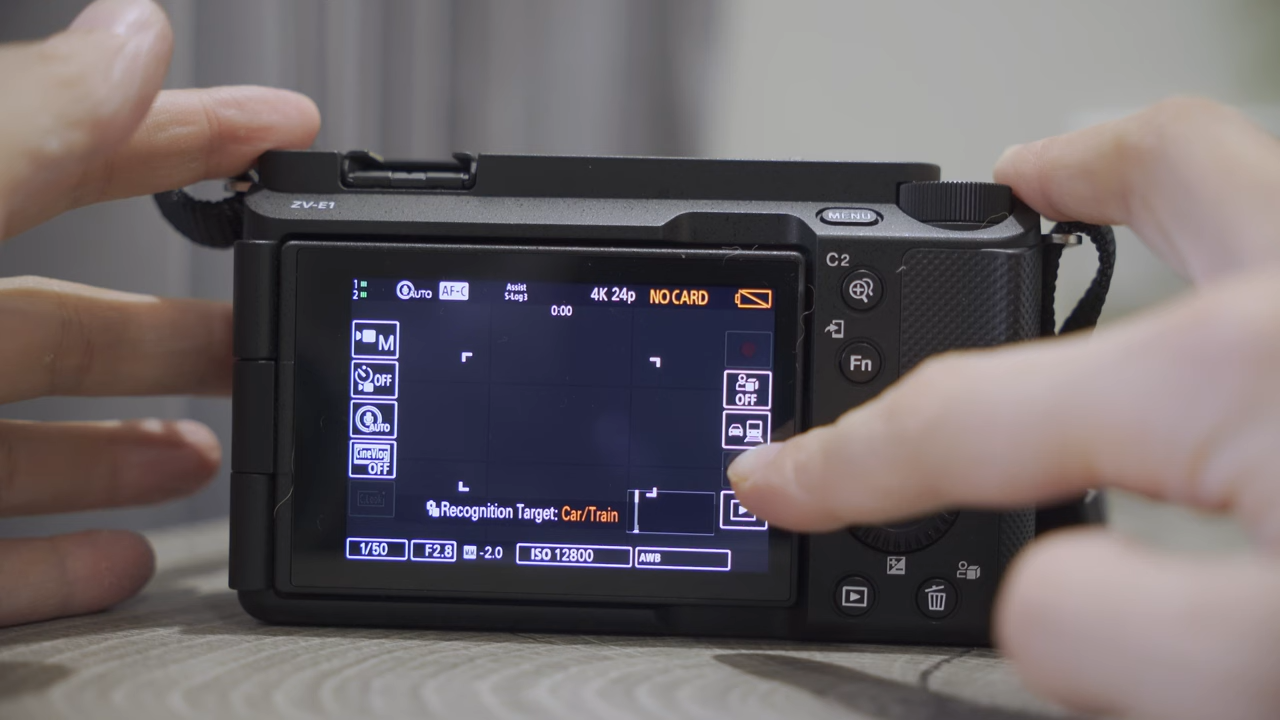 ZV-E1
MENU
C2
1
2
AUTO
AF-C
Assist
S-Log3
4K 24p
NO CARD
0:00
M
OFF
OFF
AUTO
Fn
CineVlog
OFF
Recognition Target: Car/Train
1/50
F2.8
MM -2.0
ISO 12800
AWB